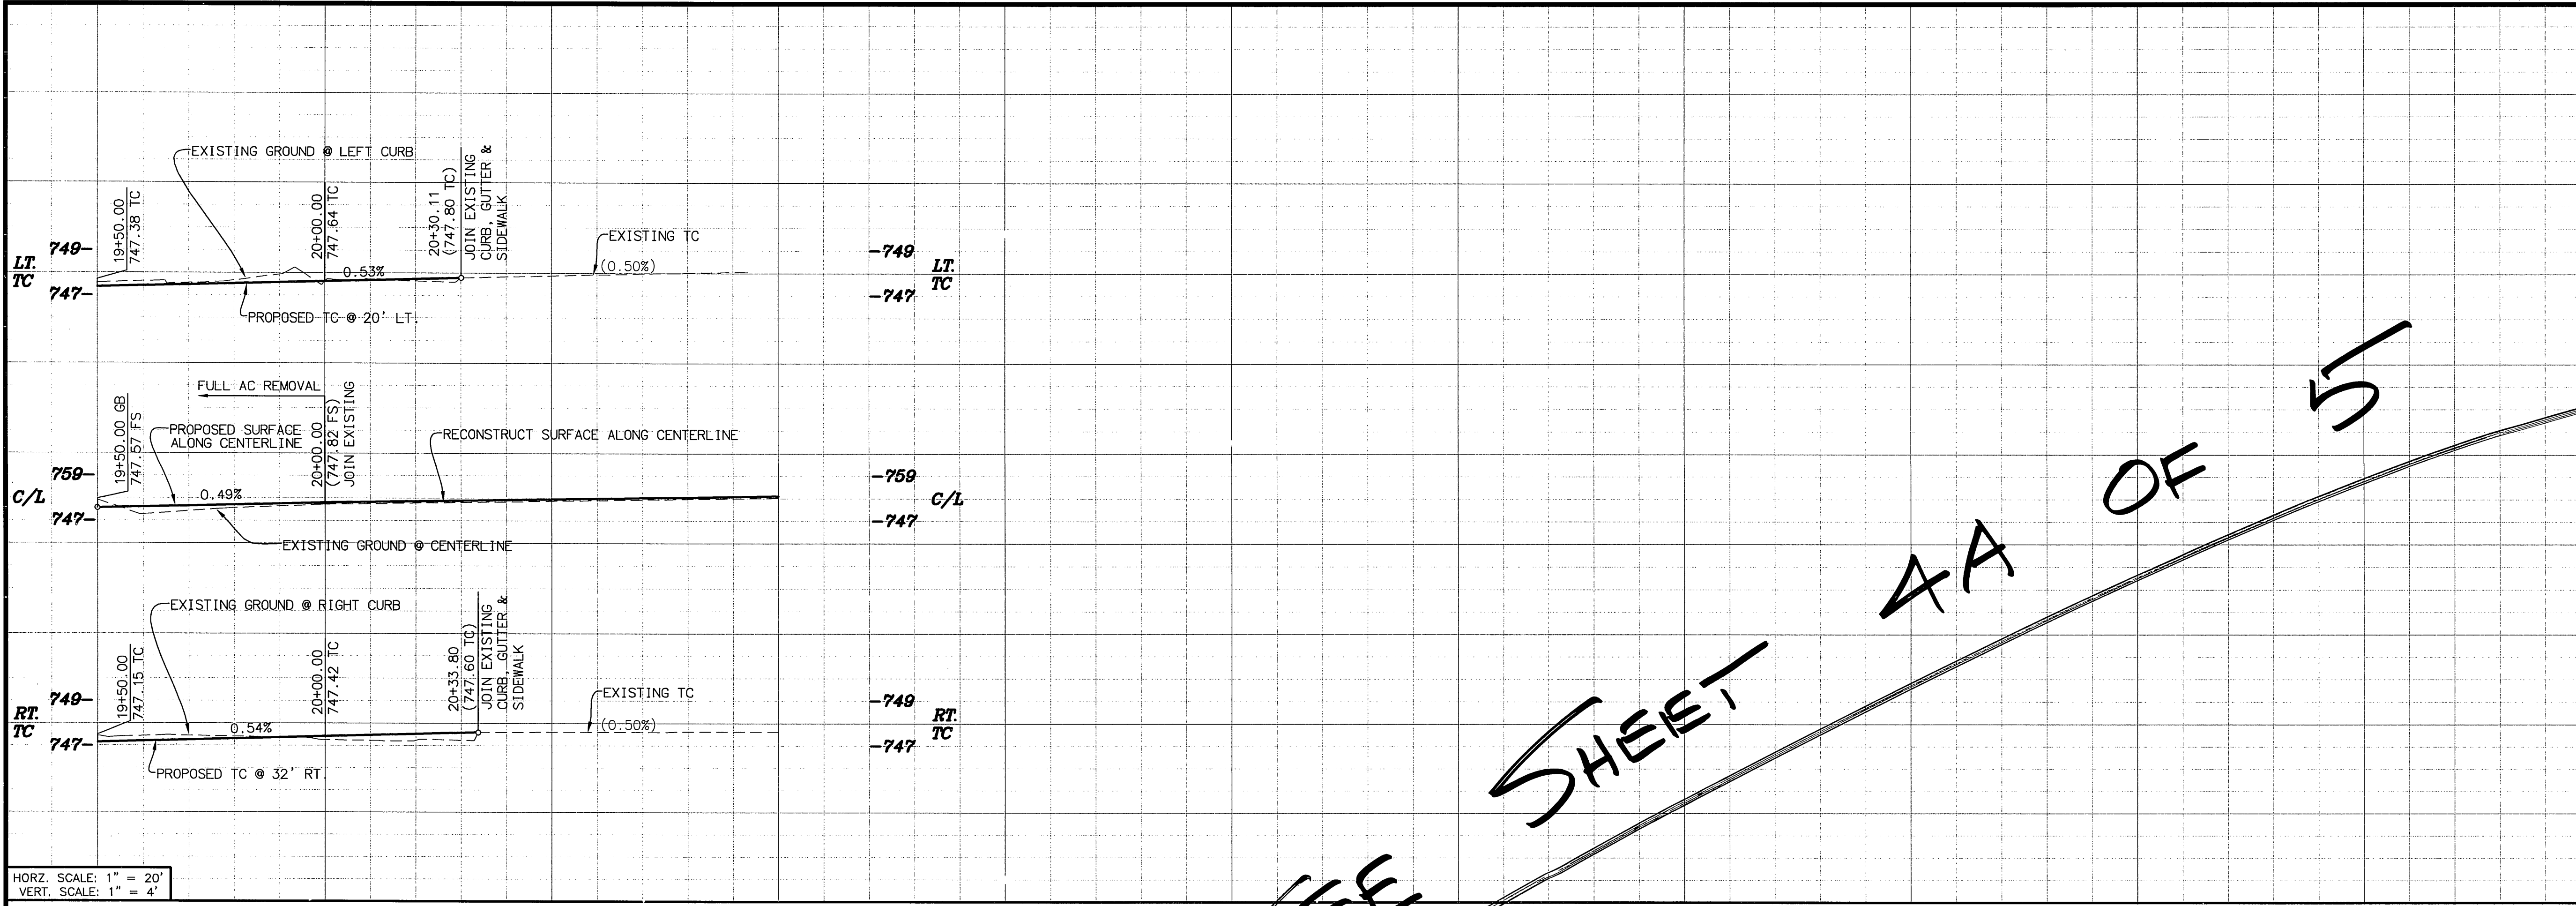 EXISTING GROUND @ LEFT CURB
19+50.00
747.38 TC
20+00.00
747.64 TC
20+30.11
(747.80 TC)
JOIN EXISTING
CURB, GUTTER &
SIDEWALK
EXISTING TC
(0.50%)
0.53%
749-
LT.
TC
747-
-749
LT.
TC
-747
PROPOSED TC @ 20' LT.
FULL AC REMOVAL
19+50.00 GB
747.57 FS
PROPOSED SURFACE
ALONG CENTERLINE
20+00.00
(747.82 FS)
JOIN EXISTING
RECONSTRUCT SURFACE ALONG CENTERLINE
0.49%
759-
C/L
747-
-759
C/L
-747
EXISTING GROUND @ CENTERLINE
EXISTING GROUND @ RIGHT CURB
19+50.00
747.15 TC
20+00.00
747.42 TC
20+33.80
(747.60 TC)
JOIN EXISTING
CURB, GUTTER &
SIDEWALK
EXISTING TC
(0.50%)
0.54%
749-
RT.
TC
747-
-749
RT.
TC
-747
PROPOSED TC @ 32' RT.
HORZ. SCALE: 1" = 20'
VERT. SCALE: 1" = 4'
SHEET 4A OF 5